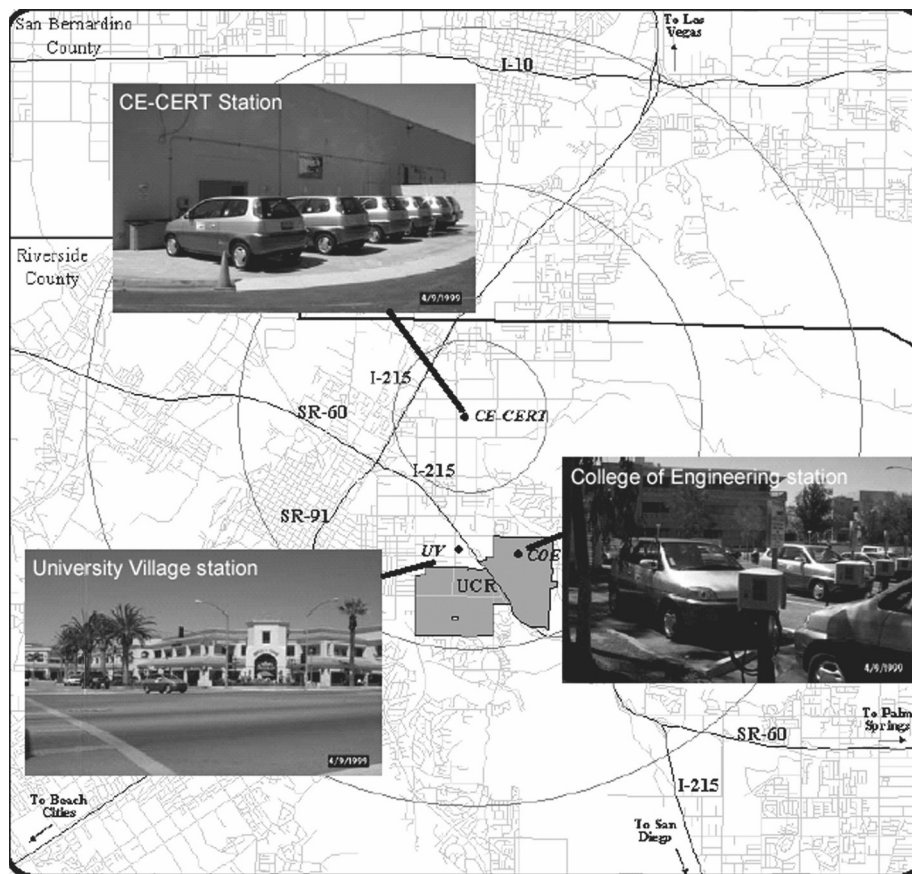 San Bernardino
County
To Los
Vegas
I-10
CE-CERT Station
Riverside
County
4/9/1999
I-215
SR-60
CE-CERT
I-215
College of Engineering station
SR-91
UV
COE
University Village station
UCR
4/9/1999
To Palm
Springs
SR-60
4/9/1999
I-215
To Beach
Cities
To San
Diego